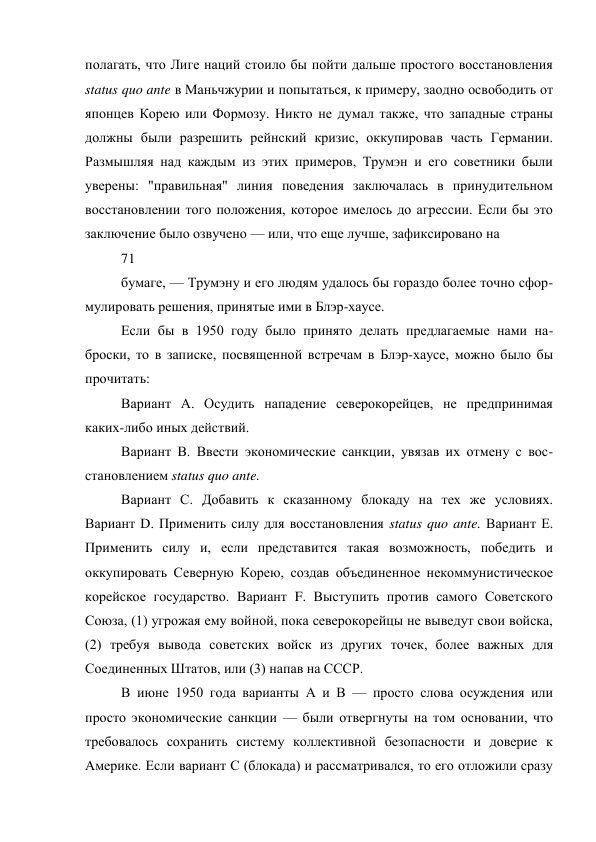 полагать, что Лиге наций стоило бы пойти дальше простого восстановления
status quo ante в Маньчжурии и попытаться, к примеру, заодно освободить от
японцев Корею или Формозу. Никто не думал также, что западные страны
должны были разрешить рейнский кризис, оккупировав часть Германии.
Размышляя над каждым из этих примеров, Трумэн и его советники были
уверены: "правильная" линия поведения заключалась в принудительном
восстановлении того положения, которое имелось до агрессии. Если бы это
заключение было озвучено — или, что еще лучше, зафиксировано на
71
бумаге, — Трумэну и его людям удалось бы гораздо более точно сфор-
мулировать решения, принятые ими в Блэр-хаусе.
Если бы в 1950 году было принято делать предлагаемые нами на-
броски, то в записке, посвященной встречам в Блэр-хаусе, можно было бы
прочитать:
Вариант А. Осудить нападение северокорейцев, не предпринимая
каких-либо иных действий.
Вариант В. Ввести экономические санкции, увязав их отмену с вос-
становлением status quo ante.
Вариант С. Добавить к сказанному блокаду на тех же условиях.
Вариант D. Применить силу для восстановления status quo ante. Вариант Е.
Применить силу и, если представится такая возможность, победить и
оккупировать Северную Корею, создав объединенное некоммунистическое
корейское государство. Вариант F. Выступить против самого Советского
Союза, (1) угрожая ему войной, пока северокорейцы не выведут свои войска,
(2) требуя вывода советских войск из других точек, более важных для
Соединенных Штатов, или (3) напав на СССР.
В июне 1950 года варианты А и В — просто слова осуждения или
просто экономические санкции — были отвергнуты на том основании, что
требовалось сохранить систему коллективной безопасности и доверие к
Америке. Если вариант С (блокада) и рассматривался, то его отложили сразу